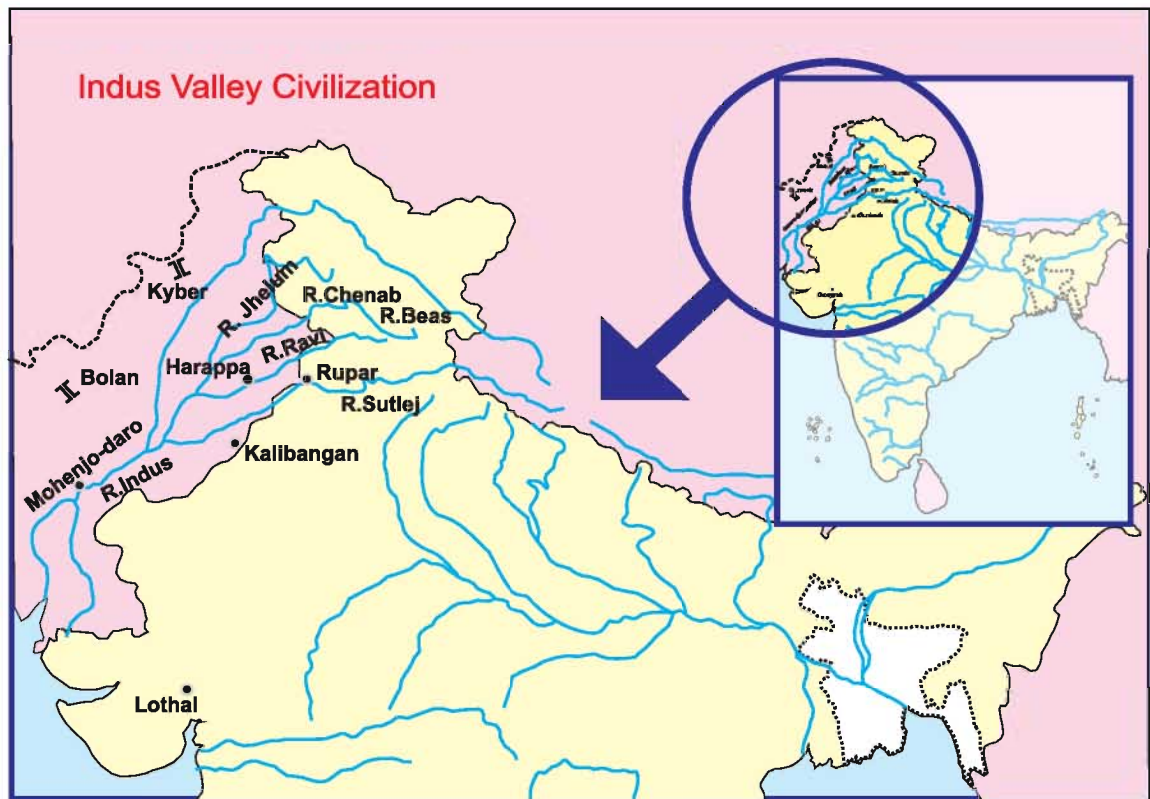 Indus Valley Civilization
Kyber
R. Jhelum
R.Chenab
R.Beas
R.Ravi
Harappa
Bolan
Rupar
R.Sutlej
Mohenjo-daro
R.Indus
Kalibangan
Lothal